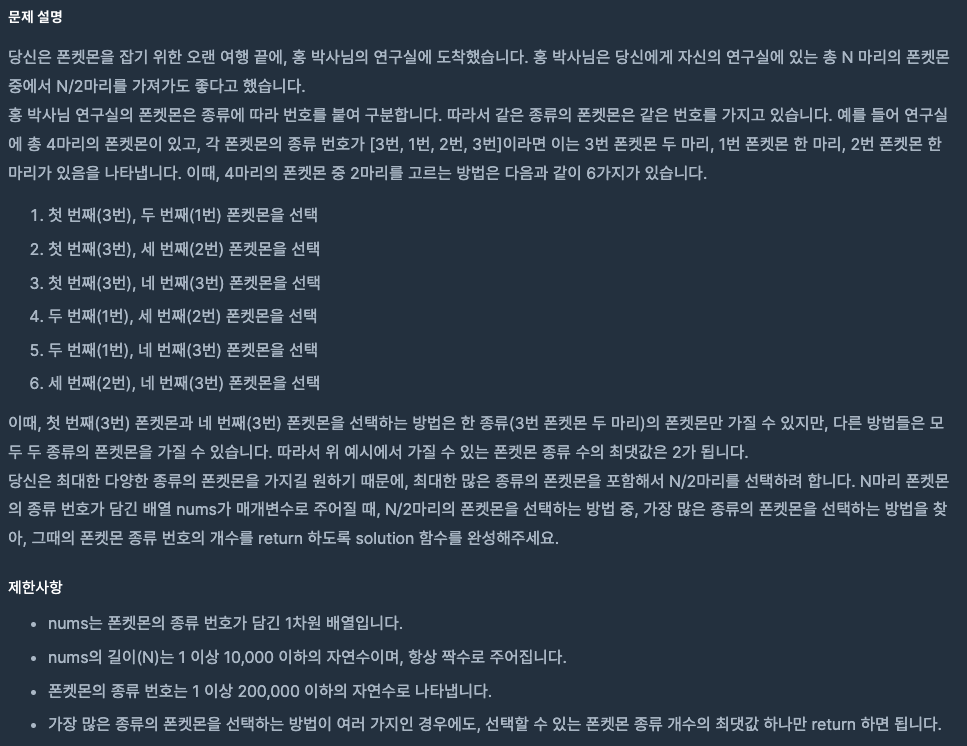 문제 설명
당신은 폰켓몬을 잡기 위한 오랜 여행 끝에, 홍 박사님의 연구실에 도착했습니다. 홍 박사님은 당신에게 자신의 연구실에 있는 총 N 마리의 폰켓몬
중에서 N/2마리를 가져가도 좋다고 했습니다.
홍 박사님 연구실의 폰켓몬은 종류에 따라 번호를 붙여 구분합니다. 따라서 같은 종류의 폰켓몬은 같은 번호를 가지고 있습니다. 예를 들어 연구실
에 총 4마리의 폰켓몬이 있고, 각 폰켓몬의 종류 번호가 [3번, 1번, 2번, 3번]이라면 이는 3번 폰켓몬 두 마리, 1번 폰켓몬 한 마리, 2번 폰켓몬 한
마리가 있음을 나타냅니다. 이때, 4마리의 폰켓몬 중 2마리를 고르는 방법은 다음과 같이 6가지가 있습니다.
1. 첫 번째(3번), 두 번째(1번) 폰켓몬을 선택
2. 첫 번째(3번), 세 번째(2번) 폰켓몬을 선택
3. 첫 번째(3번), 네 번째(3번) 폰켓몬을 선택
4. 두 번째(1번), 세 번째(2번) 폰켓몬을 선택
5. 두 번째(1번), 네 번째(3번) 폰켓몬을 선택
6. 세 번째(2번), 네 번째(3번) 폰켓몬을 선택
이때, 첫 번째(3번) 폰켓몬과 네 번째(3번) 폰켓몬을 선택하는 방법은 한 종류(3번 폰켓몬 두 마리)의 폰켓몬만 가질 수 있지만, 다른 방법들은 모
두 두 종류의 폰켓몬을 가질 수 있습니다. 따라서 위 예시에서 가질 수 있는 폰켓몬 종류 수의 최댓값은 2가 됩니다.
당신은 최대한 다양한 종류의 폰켓몬을 가지길 원하기 때문에, 최대한 많은 종류의 폰켓몬을 포함해서 N/2마리를 선택하려 합니다. N마리 폰켓몬
의 종류 번호가 담긴 배열 nums가 매개변수로 주어질 때, N/2마리의 폰켓몬을 선택하는 방법 중, 가장 많은 종류의 폰켓몬을 선택하는 방법을 찾
아, 그때의 폰켓몬 종류 번호의 개수를 return 하도록 solution 함수를 완성해주세요.
제한사항
• nums는 폰켓몬의 종류 번호가 담긴 1차원 배열입니다.
• nums의 길이(N)는 1 이상 10,000 이하의 자연수이며, 항상 짝수로 주어집니다.
• 폰켓몬의 종류 번호는 1 이상 200,000 이하의 자연수로 나타냅니다.
• 가장 많은 종류의 폰켓몬을 선택하는 방법이 여러 가지인 경우에도, 선택할 수 있는 폰켓몬 종류 개수의 최댓값 하나만 return 하면 됩니다.